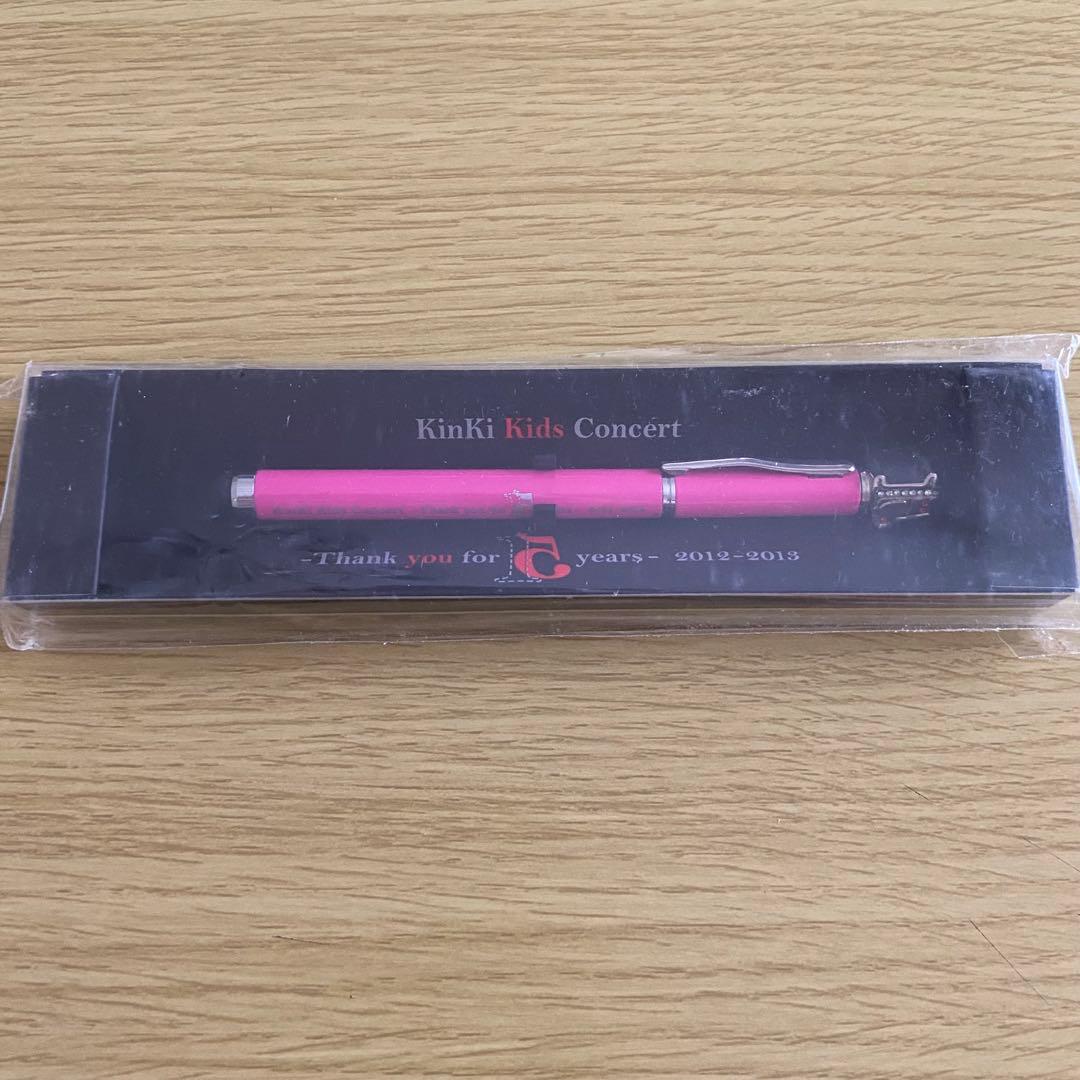 KinKi Kids Concert
-Thank you for 15 years- 2012-2013